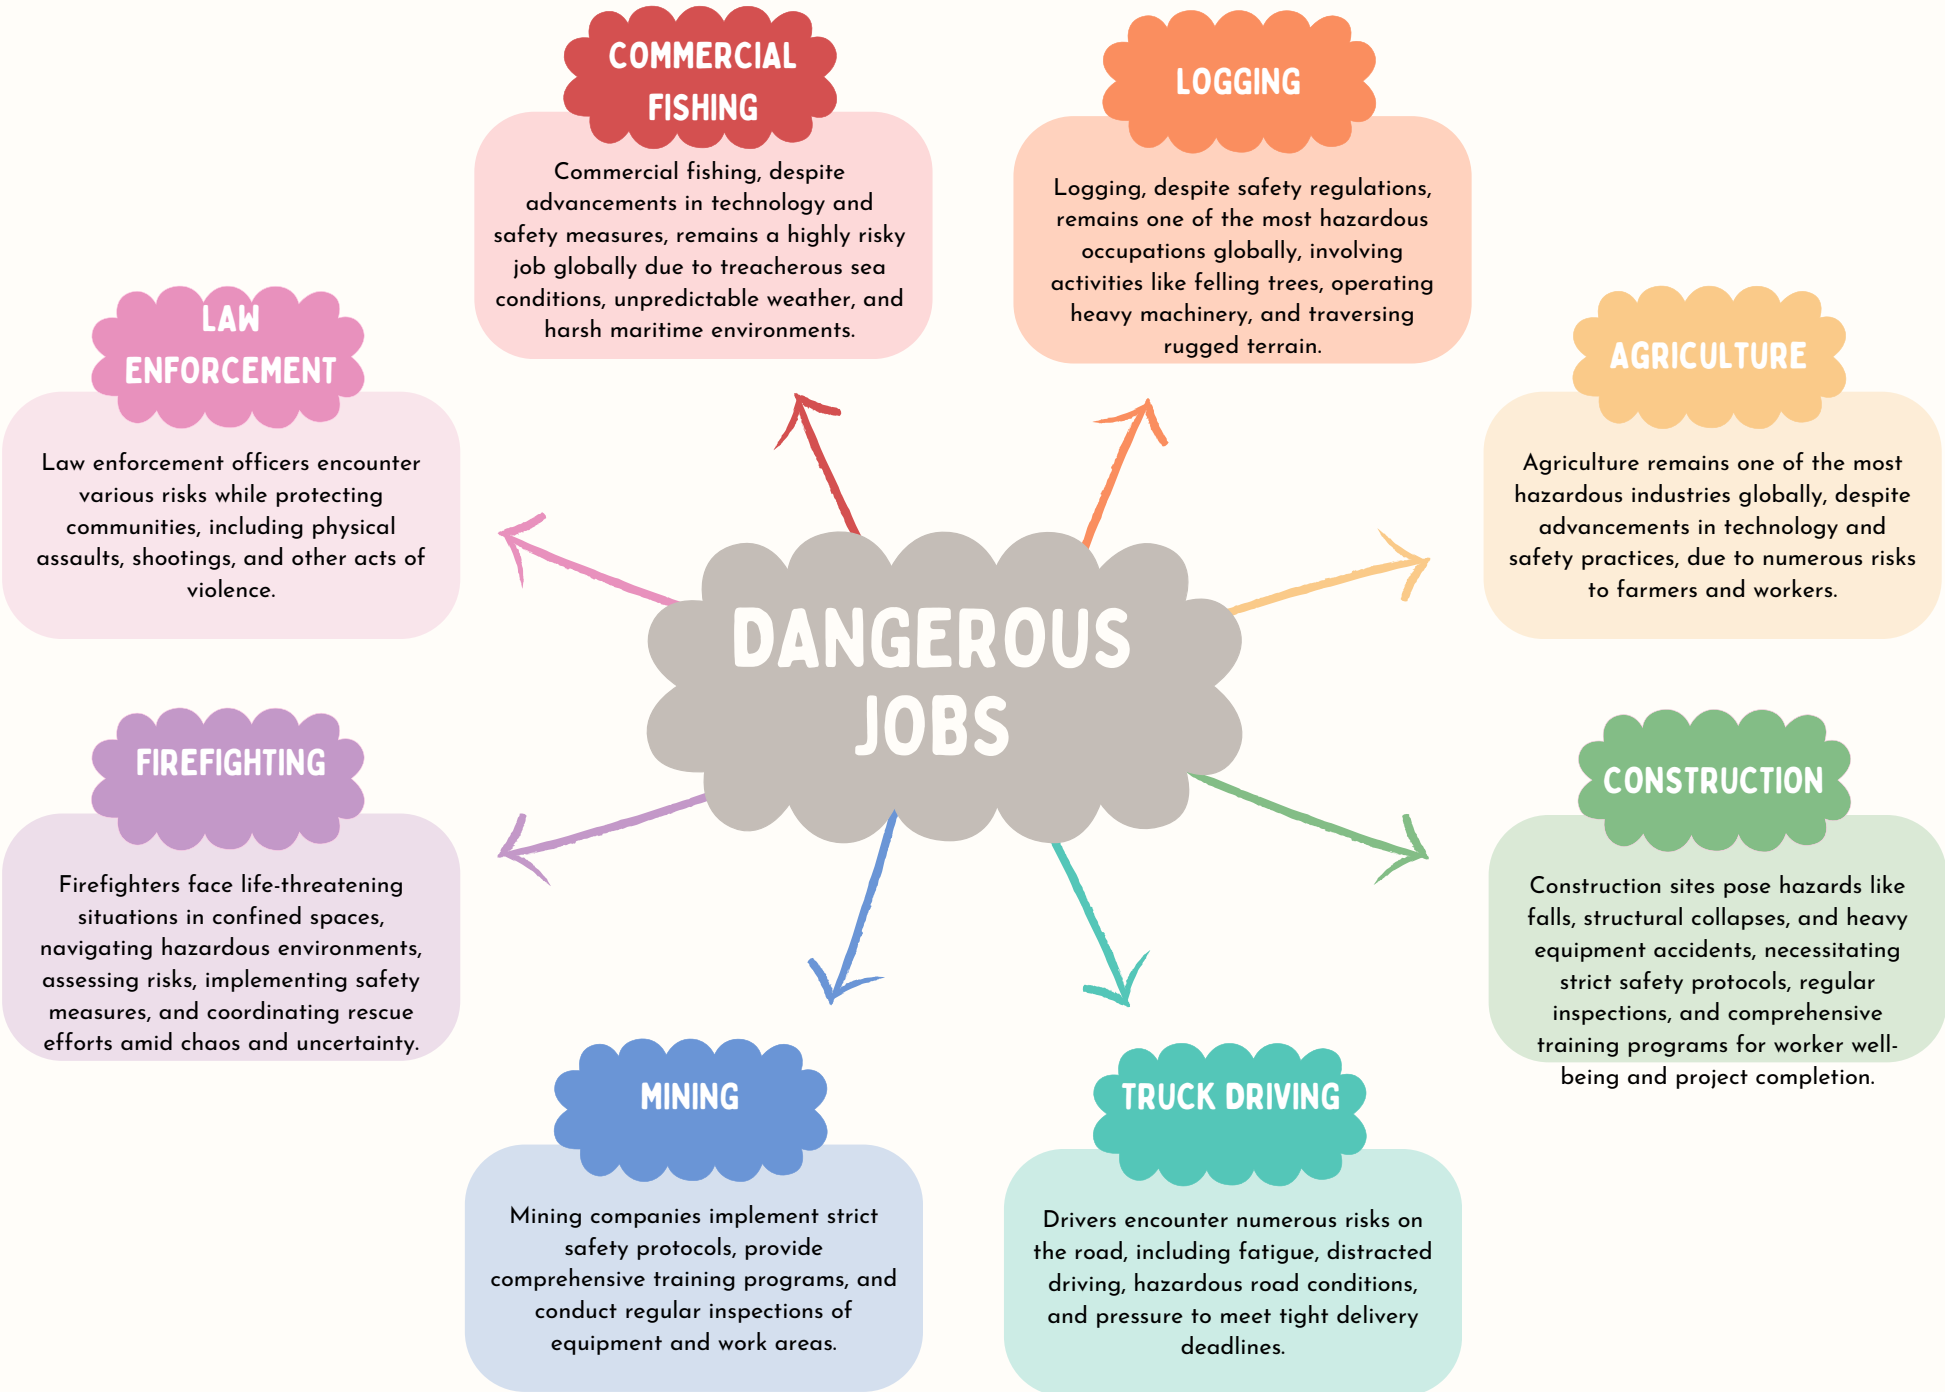 DANGEROUS
JOBS
COMMERCIAL
FISHING
Commercial fishing, despite
advancements in technology and
safety measures, remains a highly risky
job globally due to treacherous sea
conditions, unpredictable weather, and
harsh maritime environments.
LOGGING
Logging, despite safety regulations,
remains one of the most hazardous
occupations globally, involving
activities like felling trees, operating
heavy machinery, and traversing
rugged terrain.
AGRICULTURE
Agriculture remains one of the most
hazardous industries globally, despite
advancements in technology and
safety practices, due to numerous risks
to farmers and workers.
CONSTRUCTION
Construction sites pose hazards like
falls, structural collapses, and heavy
equipment accidents, necessitating
strict safety protocols, regular
inspections, and comprehensive
training programs for worker well-
being and project completion.
TRUCK DRIVING
Drivers encounter numerous risks on
the road, including fatigue, distracted
driving, hazardous road conditions,
and pressure to meet tight delivery
deadlines.
MINING
Mining companies implement strict
safety protocols, provide
comprehensive training programs, and
conduct regular inspections of
equipment and work areas.
FIREFIGHTING
Firefighters face life-threatening
situations in confined spaces,
navigating hazardous environments,
assessing risks, implementing safety
measures, and coordinating rescue
efforts amid chaos and uncertainty.
LAW
ENFORCEMENT
Law enforcement officers encounter
various risks while protecting
communities, including physical
assaults, shootings, and other acts of
violence.